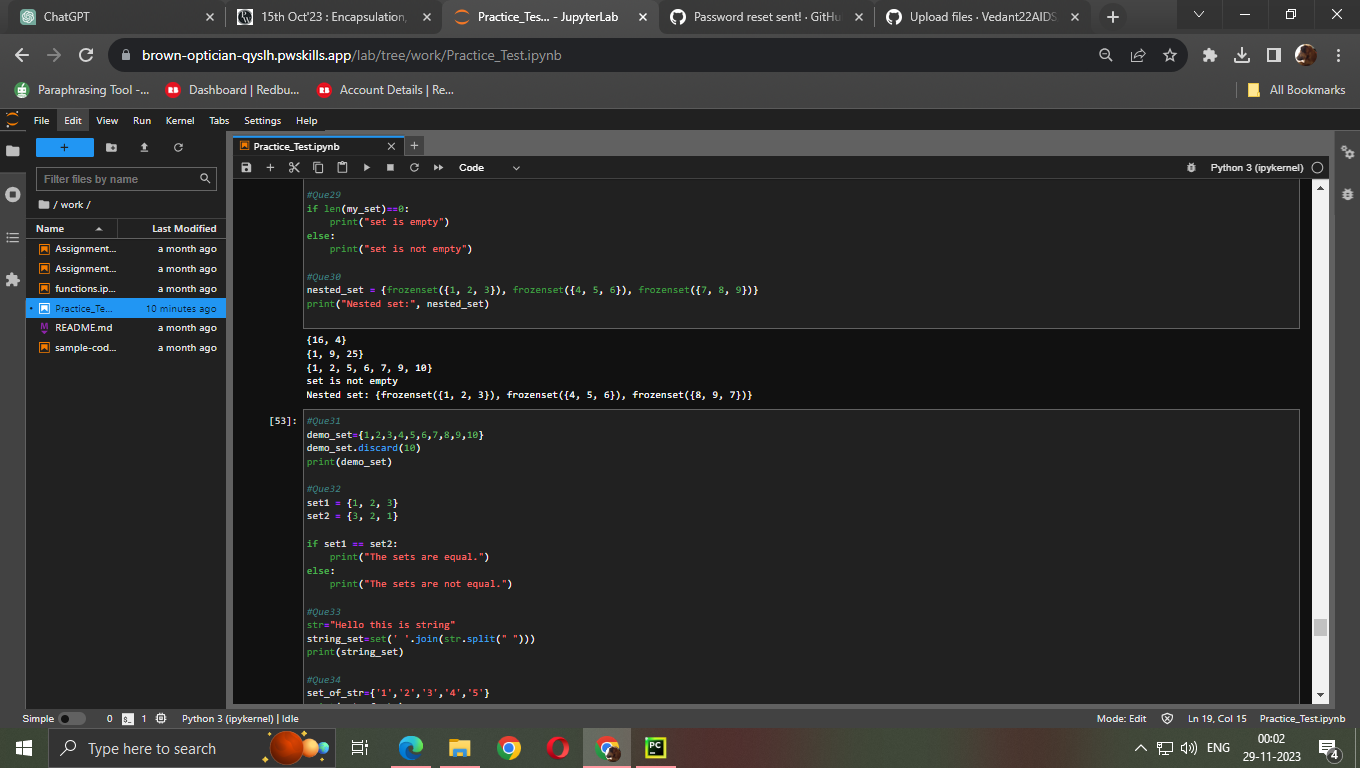 ChatGPT
15th Oct'23 : Encapsulation,
Practice_Tes... - JupyterLab
Password reset sent! · GitHu
Upload files · Vedant22AIDS
brown-optician-qyslh.pwskills.app/lab/tree/work/Practice_Test.ipynb
Paraphrasing Tool -...
Dashboard | Redbu...
Account Details | Re...
All Bookmarks
File Edit View Run Kernel Tabs Settings Help
Filter files by name
/ work /
Name Last Modified
Assignment... a month ago
Assignment... a month ago
functions.ip... a month ago
Practice_Te... 10 minutes ago
README.md a month ago
sample-cod... a month ago
Practice_Test.ipynb
Code
Python 3 (ipykernel)
#Que29
if len(my_set)==0:
    print("set is empty")
else:
    print("set is not empty")
#Que30
nested_set = {frozenset({1, 2, 3}), frozenset({4, 5, 6}), frozenset({7, 8, 9})}
print("Nested set:", nested_set)
{16, 4}
{1, 9, 25}
{1, 2, 5, 6, 7, 9, 10}
set is not empty
Nested set: {frozenset({1, 2, 3}), frozenset({4, 5, 6}), frozenset({8, 9, 7})}
[53]:
#Que31
demo_set={1,2,3,4,5,6,7,8,9,10}
demo_set.discard(10)
print(demo_set)
#Que32
set1 = {1, 2, 3}
set2 = {3, 2, 1}
if set1 == set2:
    print("The sets are equal.")
else:
    print("The sets are not equal.")
#Que33
str="Hello this is string"
string_set=set(' '.join(str.split(" ")))
print(string_set)
#Que34
set_of_str={'1','2','3','4','5'}
Simple 0 1 Python 3 (ipykernel) | Idle
Mode: Edit Ln 19, Col 15 Practice_Test.ipynb
Type here to search
PC
ENG
00:02
29-11-2023
4